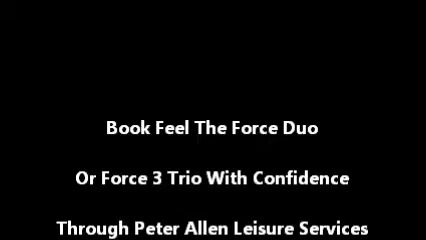 Book Feel The Force Duo
Or Force 3 Trio With Confidence
Through Peter Allen Leisure Services